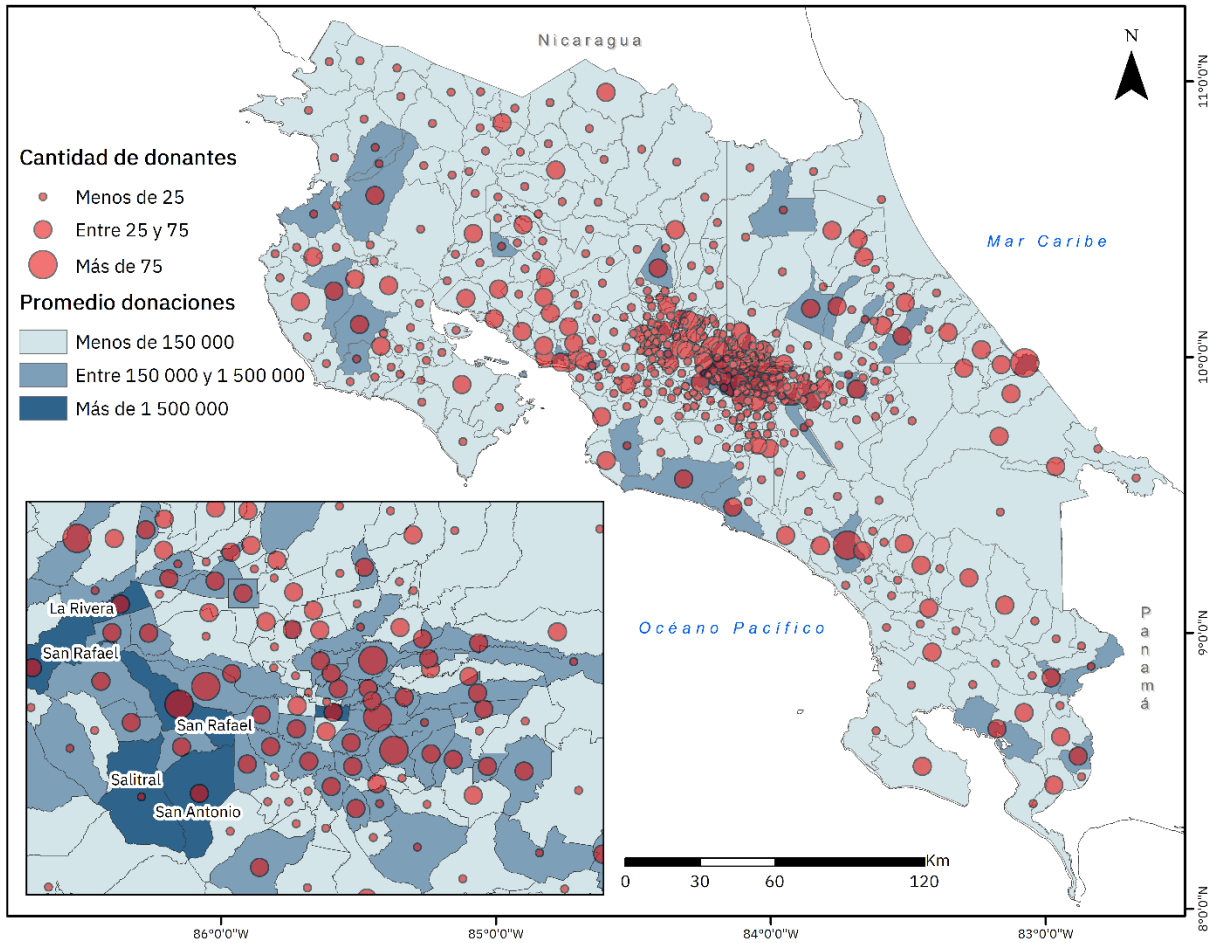 Nicaragua
N
11°0'0"N
Cantidad de donantes
Menos de 25
Entre 25 y 75
Más de 75
Mar Caribe
Promedio donaciones
Menos de 150 000
10°0'0"N
Entre 150 000 y 1 500 000
Más de 1 500 000
La Rivera
San Rafael
San Rafael
Salitral
San Antonio
Océano Pacífico
Panamá
9°0'0"N
Km
0 30 60 120
8°0'0"N
86°0'0"W 85°0'0"W 84°0'0"W 83°0'0"W